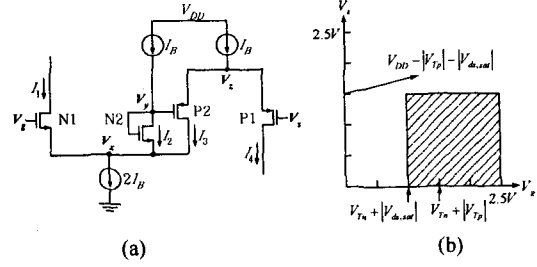 V_DD
I_B
I_B
V_z
I_1
V_y
P2
N2
V_g
N1
I_2
I_3
P1
V_s
V_x
I_4
2I_B
(a)
V_s
2.5V
V_DD − |V_Tp| − |V_ds,sat|
V_g
2.5V
V_Tn + |V_ds,sat|
V_Tn + |V_Tp|
(b)